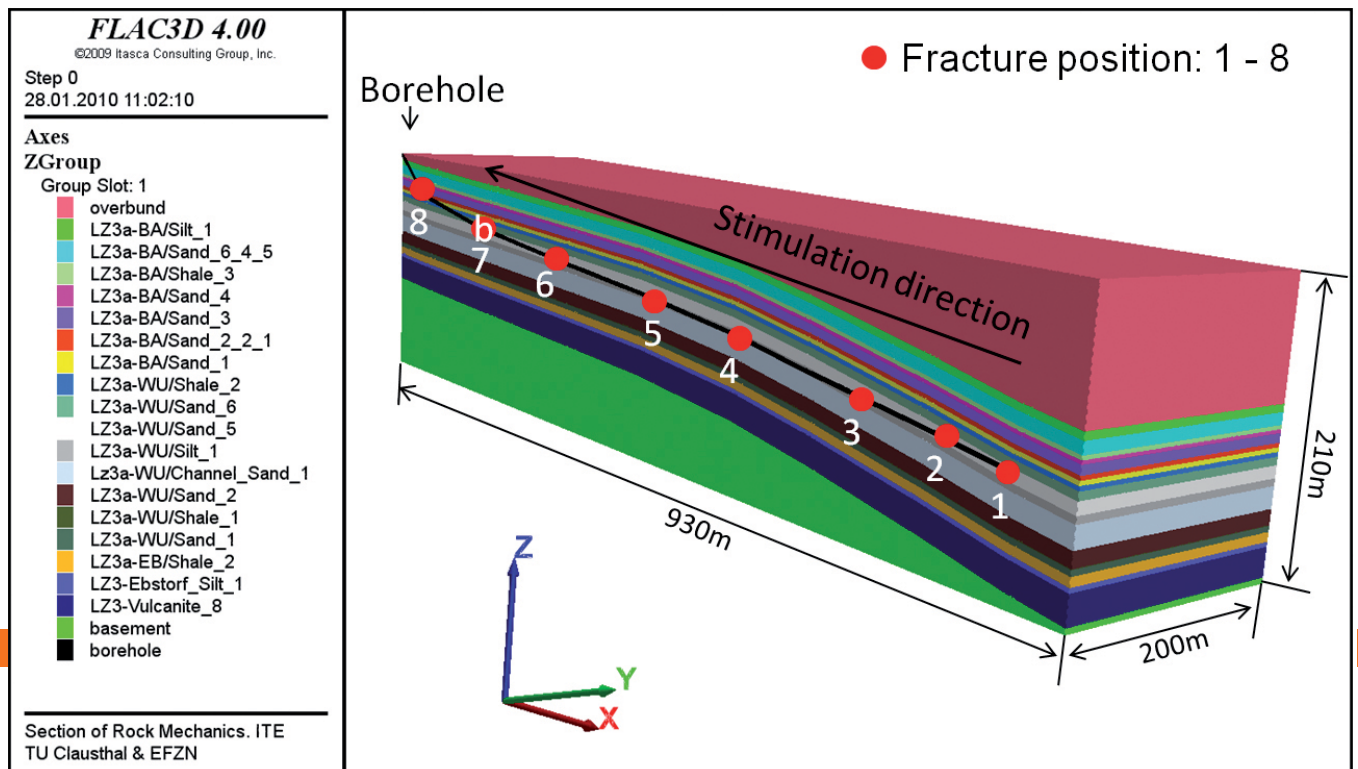 FLAC3D 4.00
©2009 Itasca Consulting Group, Inc.
Step 0
28.01.2010 11:02:10
Axes
ZGroup
Group Slot: 1
overbund
LZ3a-BA/Silt_1
LZ3a-BA/Sand_6_4_5
LZ3a-BA/Shale_3
LZ3a-BA/Sand_4
LZ3a-BA/Sand_3
LZ3a-BA/Sand_2_2_1
LZ3a-BA/Sand_1
LZ3a-WU/Shale_2
LZ3a-WU/Sand_6
LZ3a-WU/Sand_5
LZ3a-WU/Silt_1
Lz3a-WU/Channel_Sand_1
LZ3a-WU/Sand_2
LZ3a-WU/Shale_1
LZ3a-WU/Sand_1
LZ3a-EB/Shale_2
LZ3-Ebstorf_Silt_1
LZ3-Vulcanite_8
basement
borehole
Section of Rock Mechanics. ITE
TU Clausthal & EFZN
Fracture position: 1 - 8
Borehole
Stimulation direction
8
b
7
6
5
4
3
2
1
930m
200m
210m
Z
Y
X